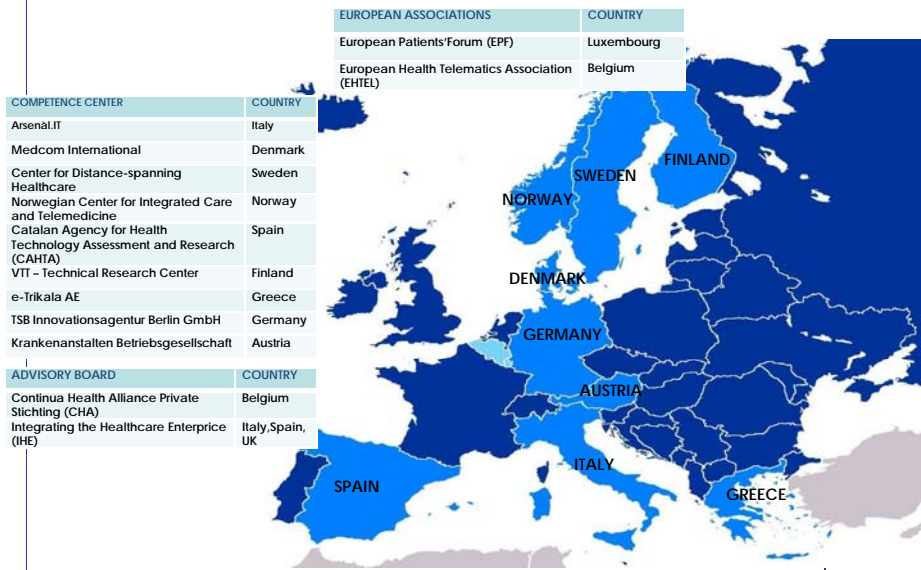 EUROPEAN ASSOCIATIONS COUNTRY
European Patients'Forum (EPF) Luxembourg
European Health Telematics Association Belgium
(EHTEL)
COMPETENCE CENTER COUNTRY
Arsenàl.IT Italy
Medcom International Denmark
Center for Distance-spanning Sweden
Healthcare
Norwegian Center for Integrated Care Norway
and Telemedicine
Catalan Agency for Health Spain
Technology Assessment and Research
(CAHTA)
VTT – Technical Research Center Finland
e-Trikala AE Greece
TSB Innovationsagentur Berlin GmbH Germany
Krankenanstalten Betriebsgesellschaft Austria
ADVISORY BOARD COUNTRY
Continua Health Alliance Private Belgium
Stichting (CHA)
Integrating the Healthcare Enterprice Italy,Spain,
(IHE) UK
FINLAND
SWEDEN
NORWAY
DENMARK
GERMANY
AUSTRIA
ITALY
SPAIN
GREECE